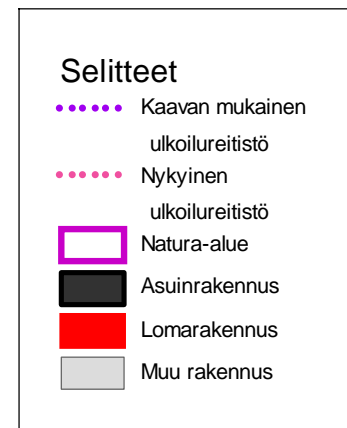 Selitteet
Kaavan mukainen
ulkoilureitistö
Nykyinen
ulkoilureitistö
Natura-alue
Asuinrakennus
Lomarakennus
Muu rakennus